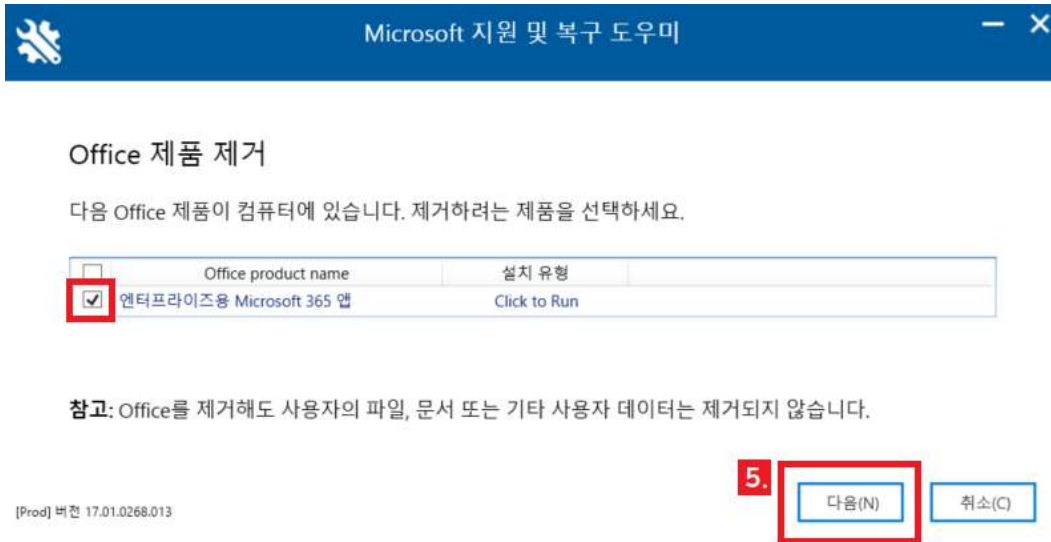 Microsoft 지원 및 복구 도우미
Office 제품 제거
다음 Office 제품이 컴퓨터에 있습니다. 제거하려는 제품을 선택하세요.
Office product name 설치 유형
엔터프라이즈용 Microsoft 365 앱 Click to Run
참고: Office를 제거해도 사용자의 파일, 문서 또는 기타 사용자 데이터는 제거되지 않습니다.
5.
다음(N) 취소(C)
[Prod] 버전 17.01.0268.013